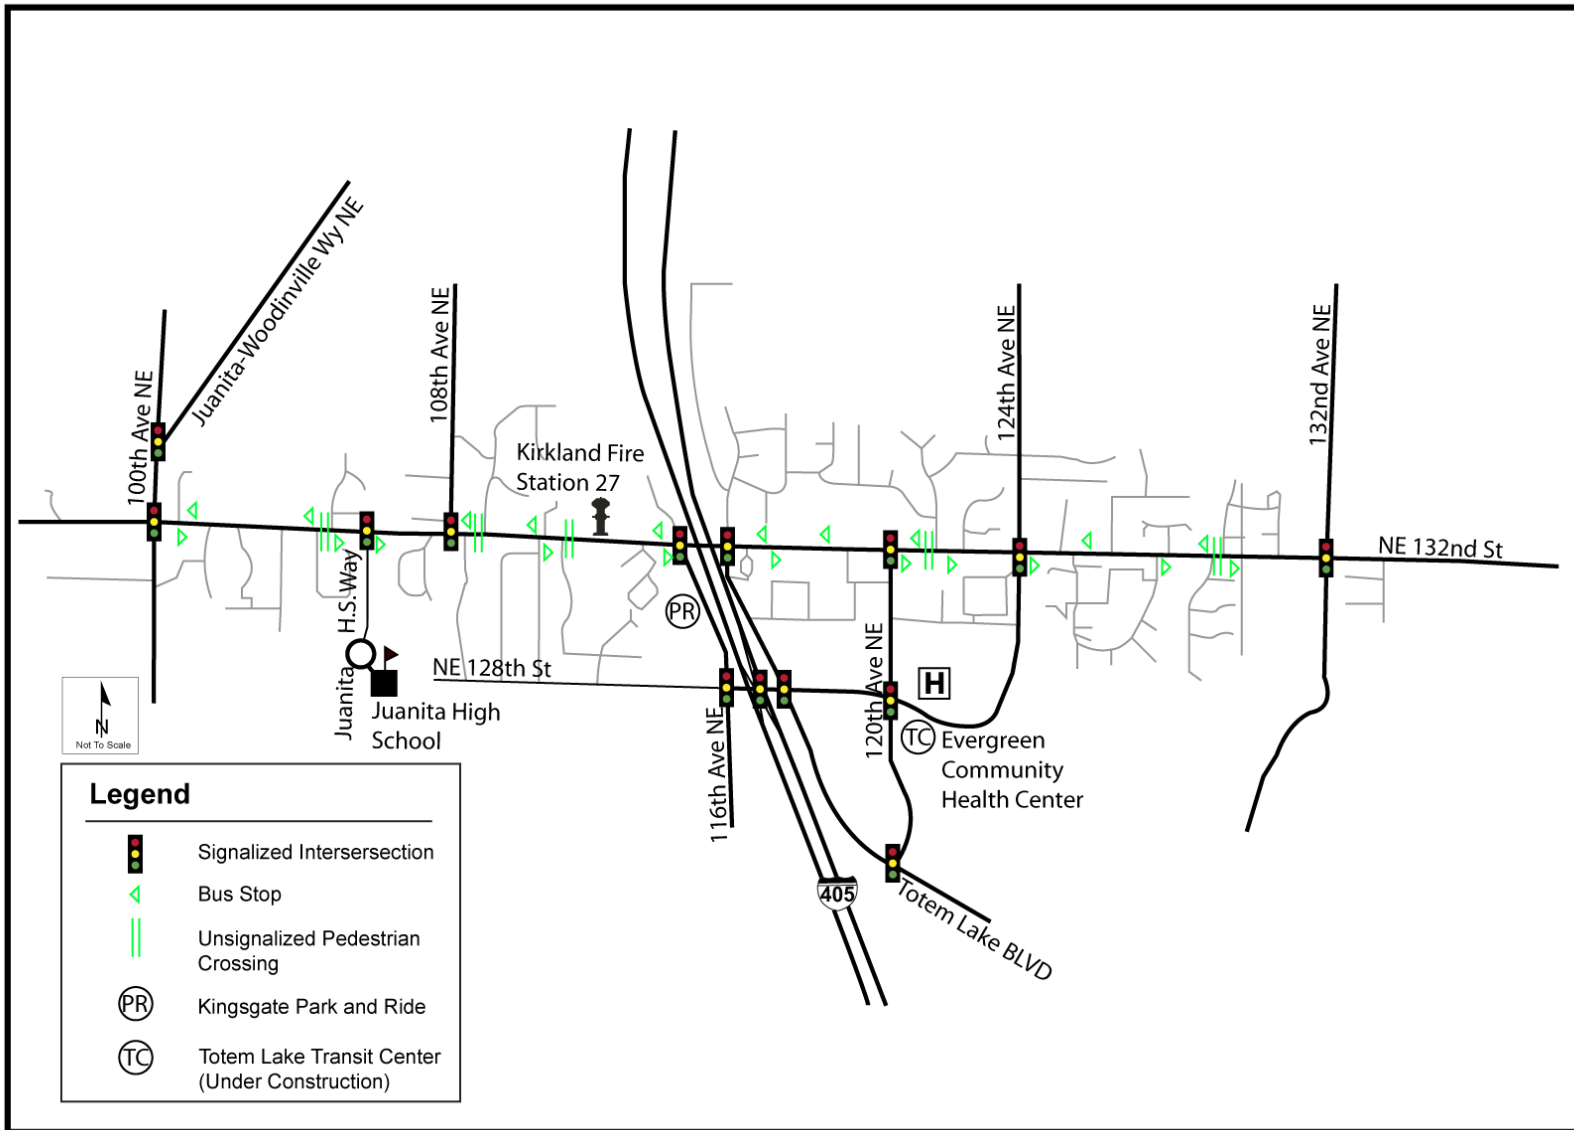 Juanita-Woodinville Wy NE
100th Ave NE
108th Ave NE
124th Ave NE
132nd Ave NE
Kirkland Fire
Station 27
NE 132nd St
PR
Juanita H.S. Way
NE 128th St
Juanita High
School
116th Ave NE
120th Ave NE
H
TC
Evergreen
Community
Health Center
405
Totem Lake BLVD
N
Not To Scale
Legend
Signalized Intersersection
Bus Stop
Unsignalized Pedestrian
Crossing
PR
Kingsgate Park and Ride
TC
Totem Lake Transit Center
(Under Construction)